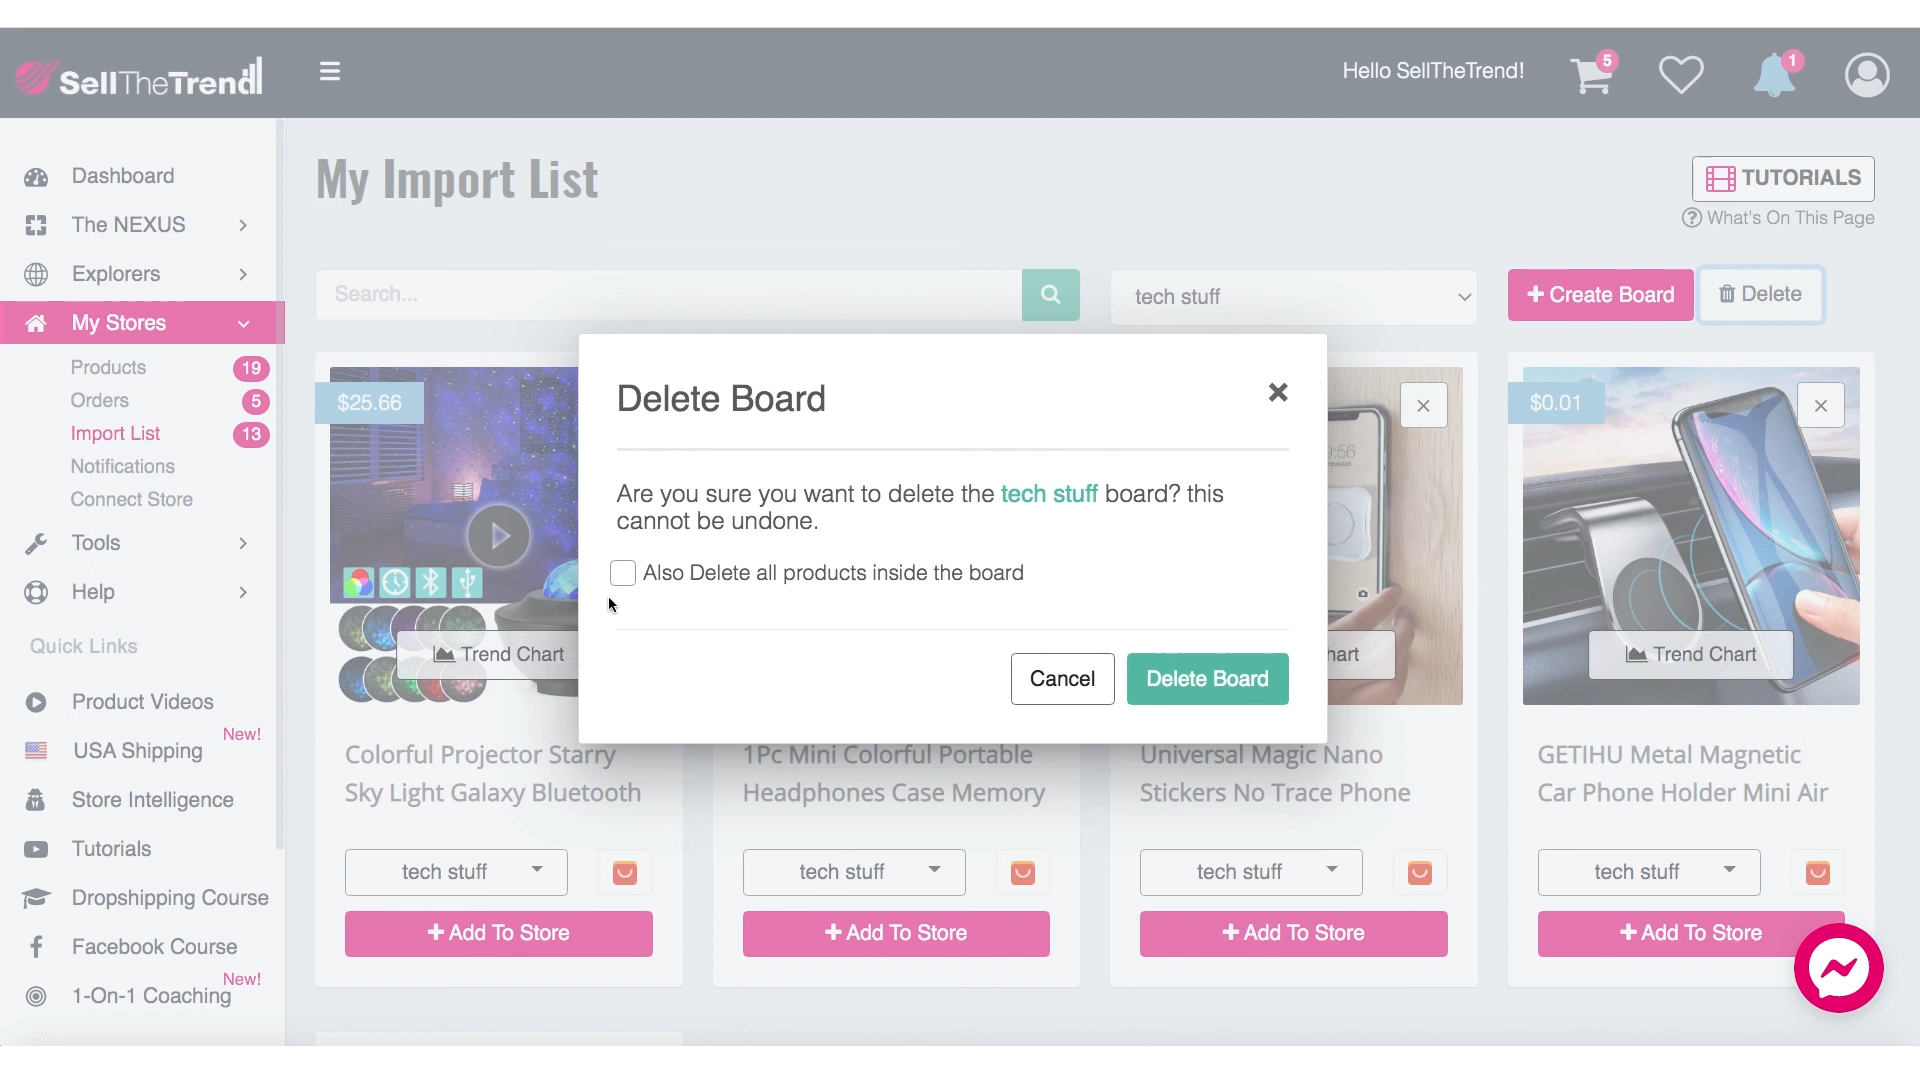 SellTheTrend
Hello SellTheTrend!
5
1
Dashboard
The NEXUS
Explorers
My Stores
Products 19
Orders 5
Import List 13
Notifications
Connect Store
Tools
Help
Quick Links
Product Videos
New!
USA Shipping
Store Intelligence
Tutorials
Dropshipping Course
Facebook Course
New!
1-On-1 Coaching
My Import List
TUTORIALS
What's On This Page
Search...
tech stuff
Create Board
Delete
Delete Board
Are you sure you want to delete the tech stuff board? this
cannot be undone.
Also Delete all products inside the board
Cancel
Delete Board
$25.66
Trend Chart
Colorful Projector Starry
Sky Light Galaxy Bluetooth
tech stuff
Add To Store
1Pc Mini Colorful Portable
Headphones Case Memory
tech stuff
Add To Store
:56
hart
Universal Magic Nano
Stickers No Trace Phone
tech stuff
Add To Store
$0.01
Trend Chart
GETIHU Metal Magnetic
Car Phone Holder Mini Air
tech stuff
Add To Store